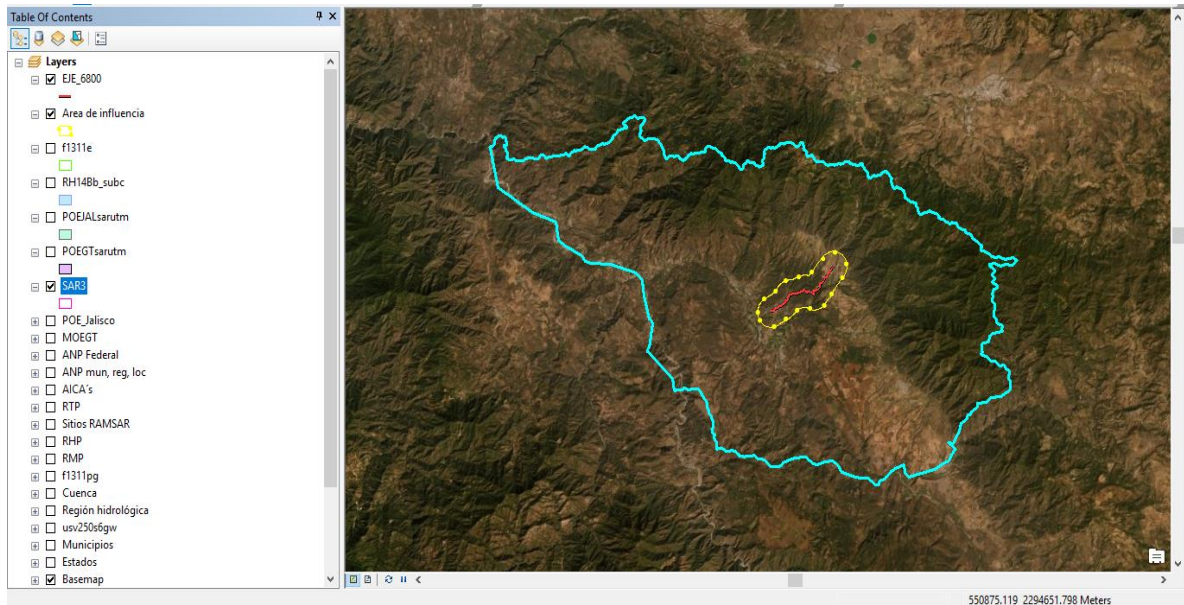 Table Of Contents
Layers
EJE_6800
Area de influencia
f1311e
RH14Bb_subc
POEJALsarutm
POEGTsarutm
SAR3
POE_Jalisco
MOEGT
ANP Federal
ANP mun, reg, loc
AICA´s
RTP
Sitios RAMSAR
RHP
RMP
f1311pg
Cuenca
Región hidrológica
usv250s6gw
Municipios
Estados
Basemap
550875.119 2294651.798 Meters